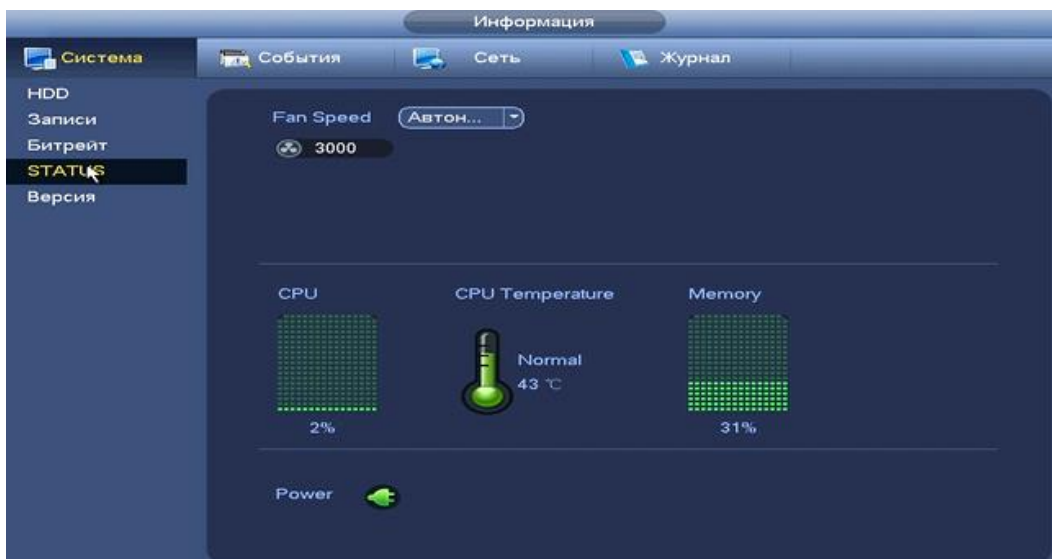 Информация
Система События Сеть Журнал
HDD
Записи
Битрейт
STATUS
Версия
Fan Speed Автон...
3000
CPU CPU Temperature Memory
Normal
43 ℃
2% 31%
Power